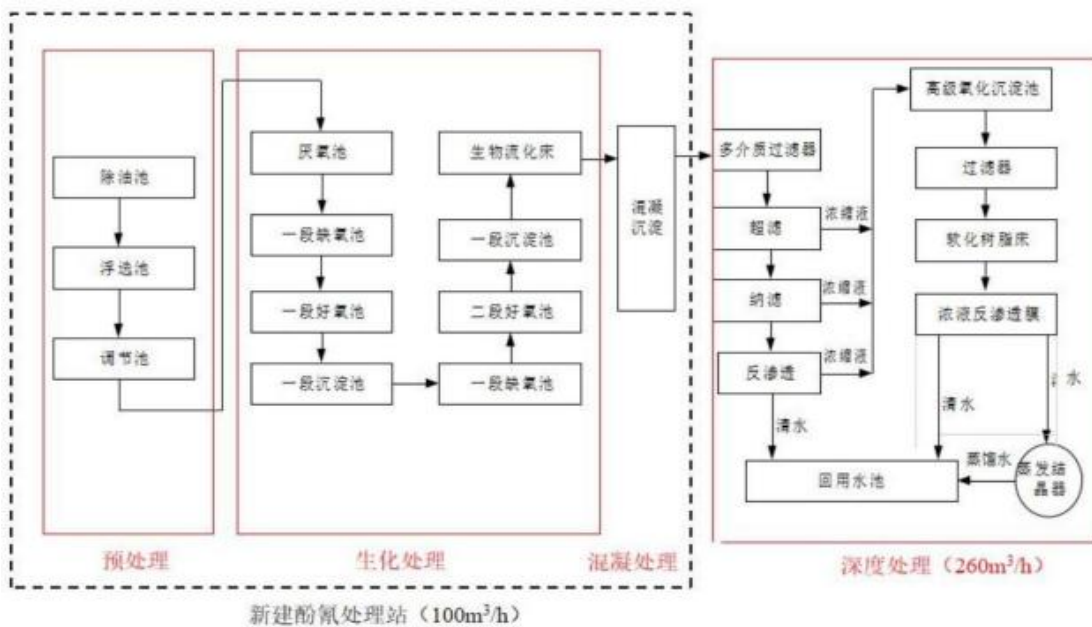 除油池
浮选池
调节池
预处理
厌氧池
一段缺氧池
一段好氧池
一段沉淀池
一段缺氧池
二段好氧池
一段沉淀池
生物流化床
生化处理
混凝
沉淀
混凝处理
新建酚氰处理站（100m³/h）
多介质过滤器
超滤
浓缩液
纳滤
浓缩液
反渗透
浓缩液
清水
高级氧化沉淀池
过滤器
软化树脂床
浓液反渗透膜
清水
水
蒸馏水
蒸发结
晶器
回用水池
深度处理（260m³/h）